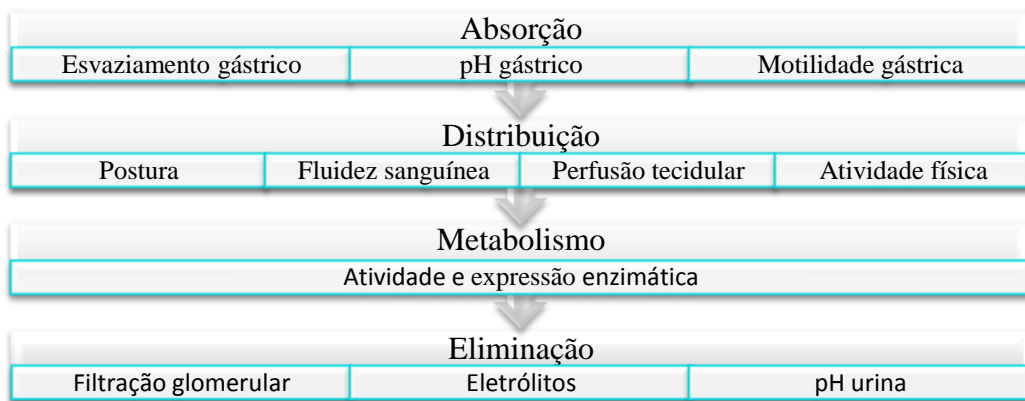 Absorção
Esvaziamento gástrico pH gástrico Motilidade gástrica
Distribuição
Postura Fluidez sanguínea Perfusão tecidular Atividade física
Metabolismo
Atividade e expressão enzimática
Eliminação
Filtração glomerular Eletrólitos pH urina